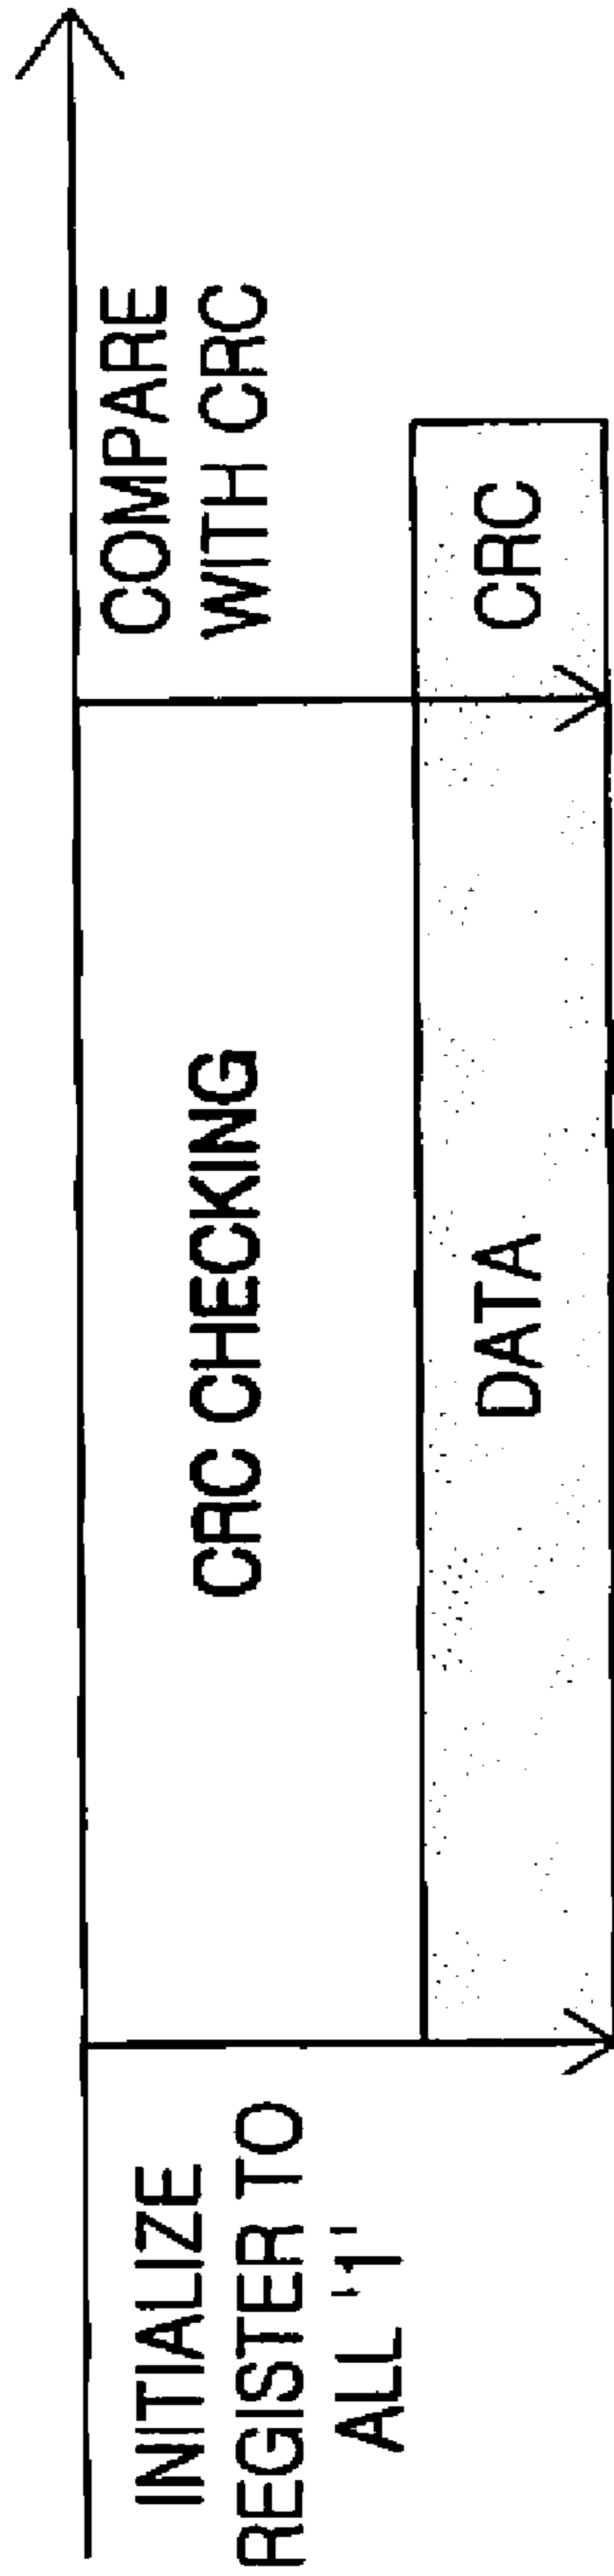 INITIALIZE
REGISTER TO
ALL '1'
CRC CHECKING
COMPARE
WITH CRC
DATA
CRC